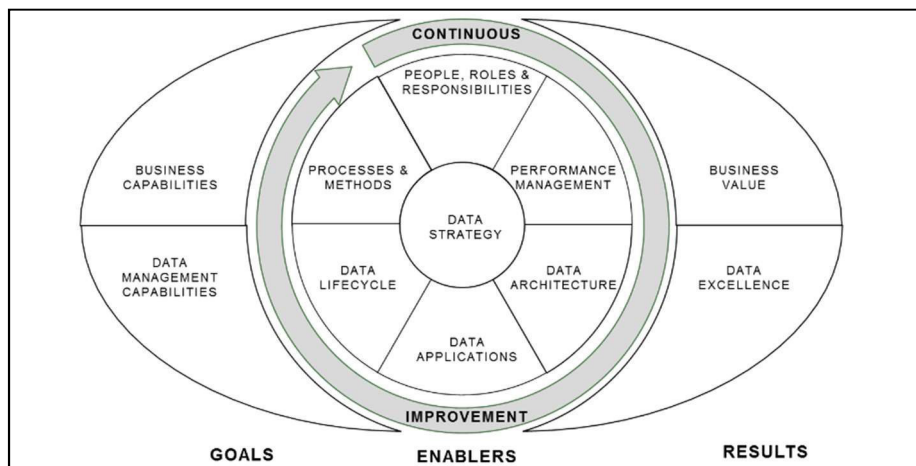 CONTINUOUS
PEOPLE, ROLES &
RESPONSIBILITIES
BUSINESS
CAPABILITIES
PROCESSES &
METHODS
PERFORMANCE
MANAGEMENT
BUSINESS
VALUE
DATA
STRATEGY
DATA
MANAGEMENT
CAPABILITIES
DATA
LIFECYCLE
DATA
ARCHITECTURE
DATA
EXCELLENCE
DATA
APPLICATIONS
IMPROVEMENT
GOALS
ENABLERS
RESULTS